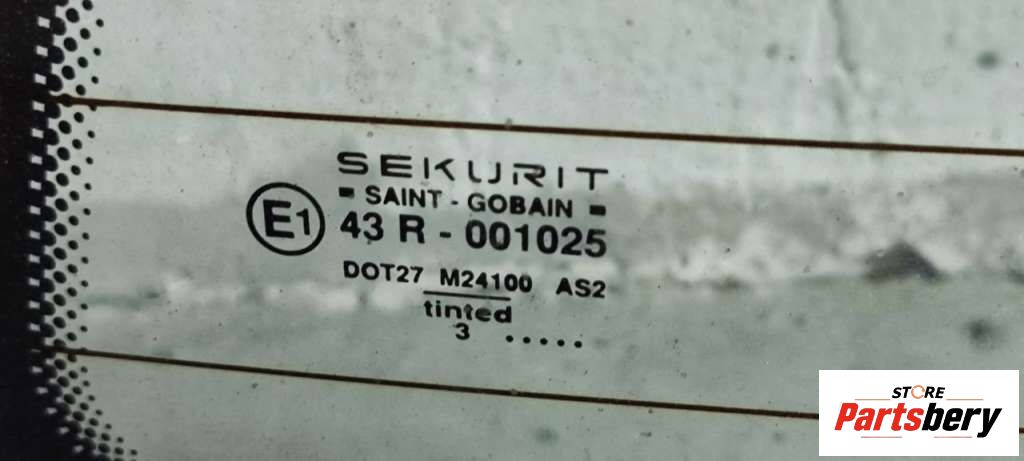 SEKURIT
SAINT - GOBAIN
E1 43 R - 001025
DOT27 M24100 AS2
tinted
3 .....
STORE
Partsbery